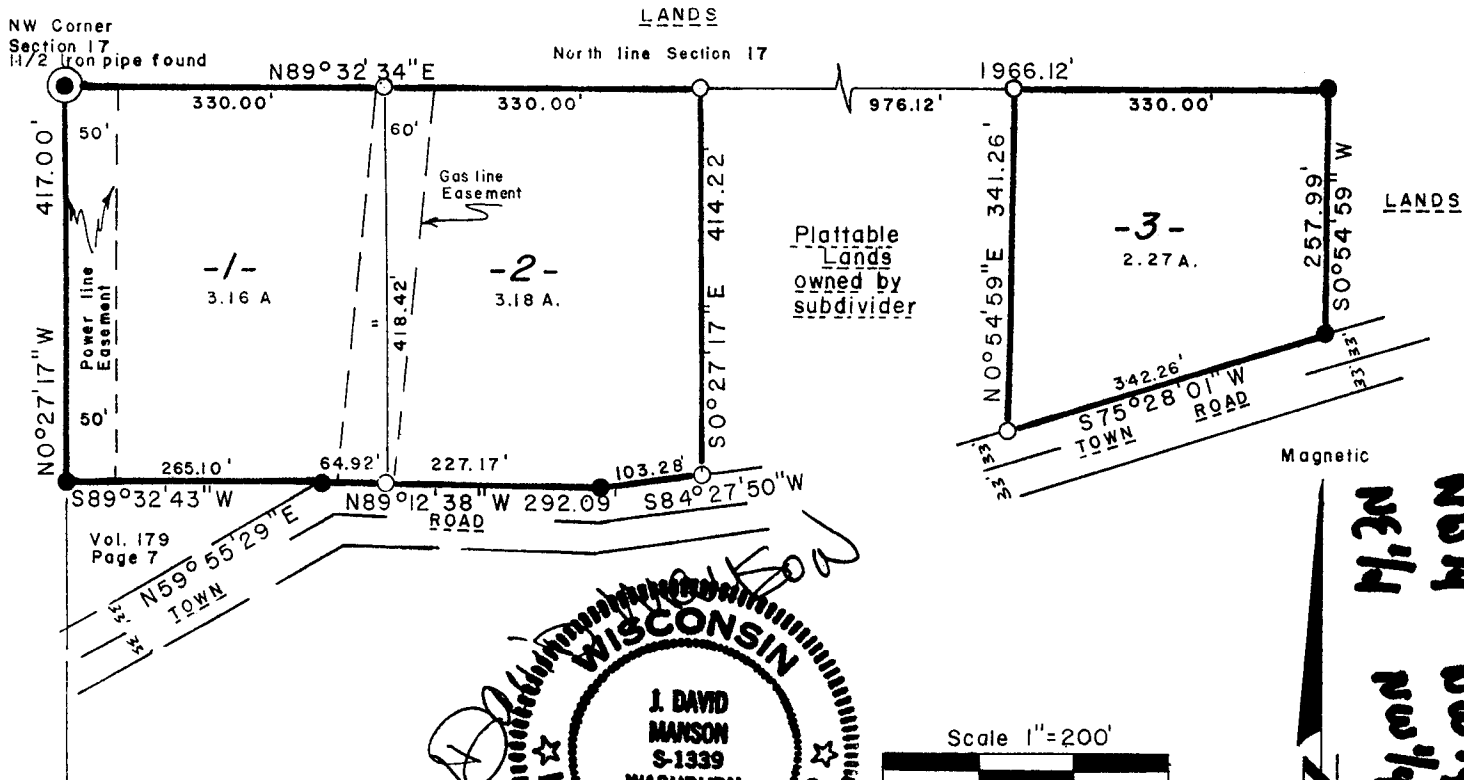 LANDS
NW Corner
Section 17
1-1/2 Iron pipe found
North line Section 17
N89°32'34"E
1966.12'
330.00'
330.00'
976.12'
330.00'
50'
60'
417.00'
N0°27'17"W
Power line
Easement
50'
Gas line
Easement
-1-
3.16 A
"
418.42'
-2-
3.18 A.
414.22'
S0°27'17"E
Plattable
Lands
owned by
subdivider
341.26'
N0°54'59"E
-3-
2.27 A.
257.99'
S0°54'59"W
LANDS
342.26'
S75°28'01"W
TOWN ROAD
33'
33'
33'
33'
265.10'
64.92'
227.17'
103.28'
S89°32'43"W
N89°12'38"W 292.09'
S84°27'50"W
ROAD
Vol. 179
Page 7
N59°55'29"E
TOWN
33'
33'
Magnetic
NE1/4
NW1/4
WISCONSIN
J. DAVID
MANSON
S-1339
Scale 1"=200'